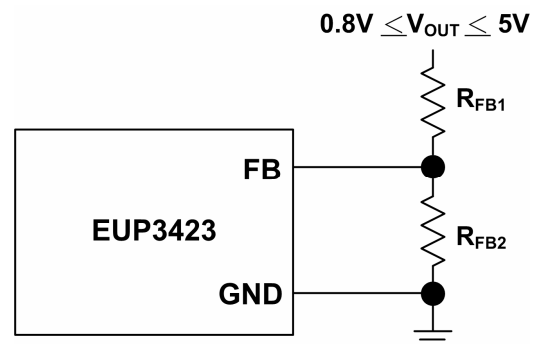 0.8V ≤VOUT≤ 5V
RFB1
FB
EUP3423
RFB2
GND